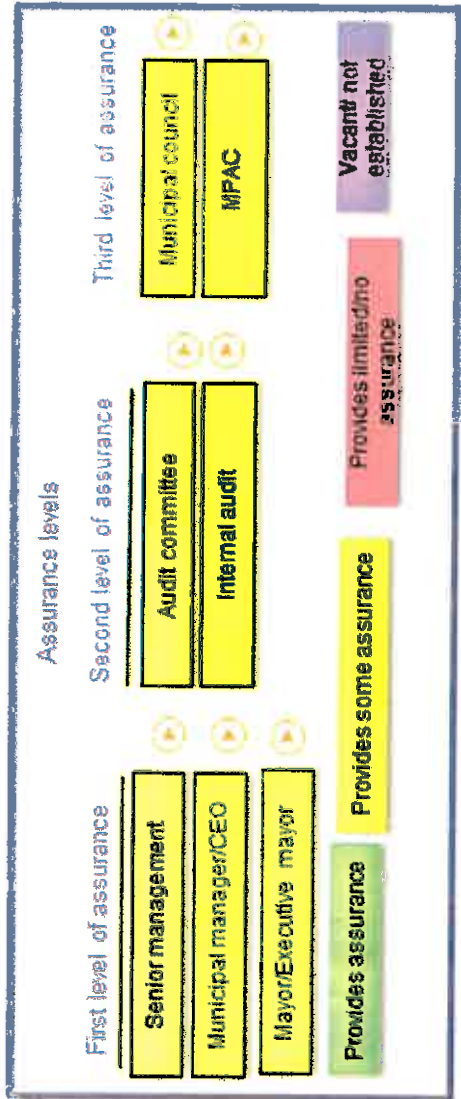 Assurance levels
First level of assurance
Second level of assurance
Third level of assurance
Senior management
Municipal manager/CEO
Mayor/Executive mayor
Audit committee
Internal audit
Municipal council
MPAC
Provides assurance
Provides some assurance
Provides limited/no
assurance
Vacant/ not
established